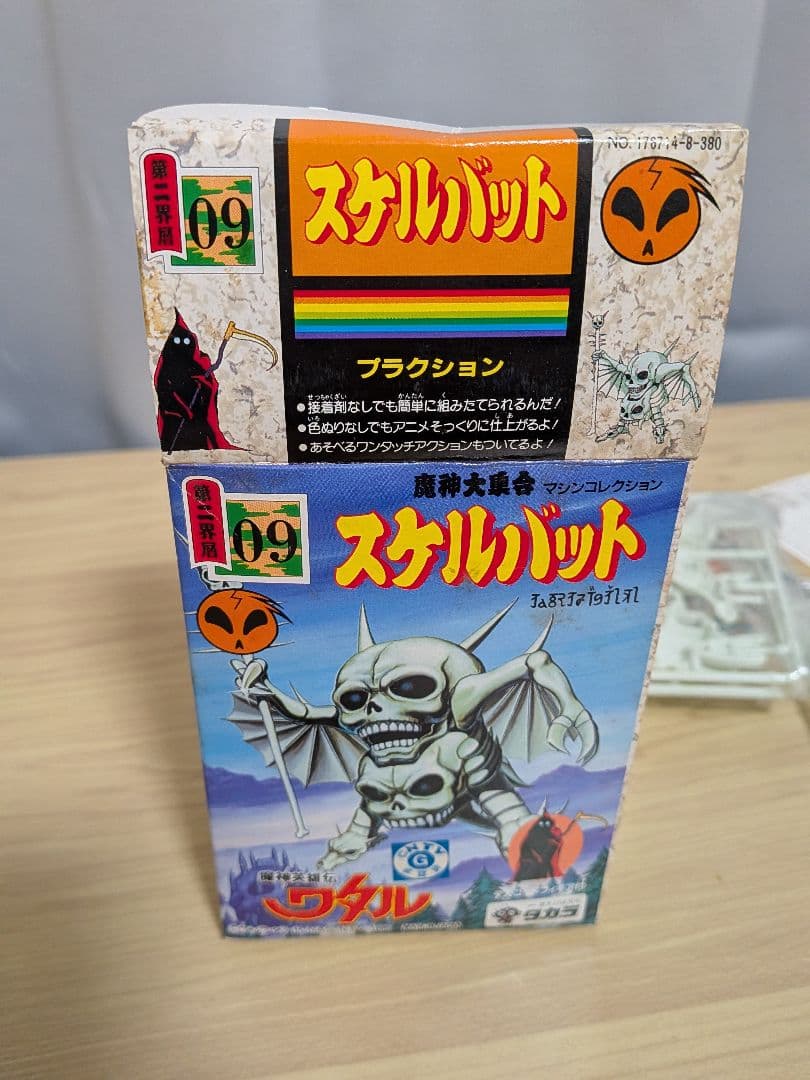 NO. 176714-8-380
第二界層
09
スケルバット
プラクション
●接着剤なしでも簡単に組みたてられるんだ!
●色ぬりなしでもアニメそっくりに仕上がるよ!
●あそべるワンタッチアクションもついてるよ!
第二界層
09
魔神大集合 マシンコレクション
スケルバット
魔神英雄伝
ワタル
タカラ